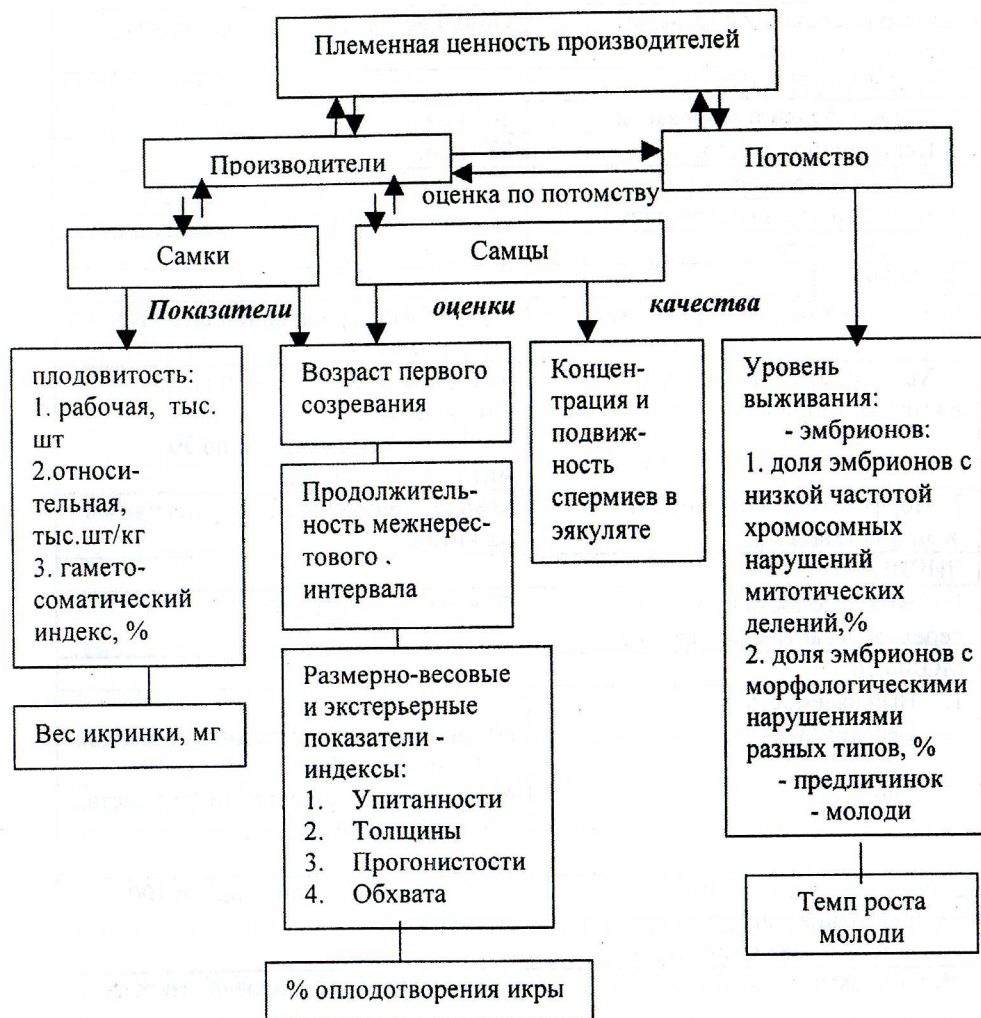 Племенная ценность производителей
Производители
Потомство
оценка по потомству
Самки
Самцы
Показатели оценки качества
плодовитость:
1. рабочая, тыс.
шт
2.относи-
тельная,
тыс.шт/кг
3. гамето-
соматический
индекс, %
Вес икринки, мг
Возраст первого
созревания
Продолжитель-
ность межнерес-
тового .
интервала
Размерно-весовые
и экстерьерные
показатели -
индексы:
1. Упитанности
2. Толщины
3. Прогонистости
4. Обхвата
% оплодотворения икры
Концен-
трация и
подвиж-
ность
спермиев в
эякуляте
Уровень
выживания:
- эмбрионов:
1. доля эмбрионов с
низкой частотой
хромосомных
нарушений
митотических
делений,%
2. доля эмбрионов с
морфологическими
нарушениями
разных типов, %
- предличинок
- молоди
Темп роста
молоди